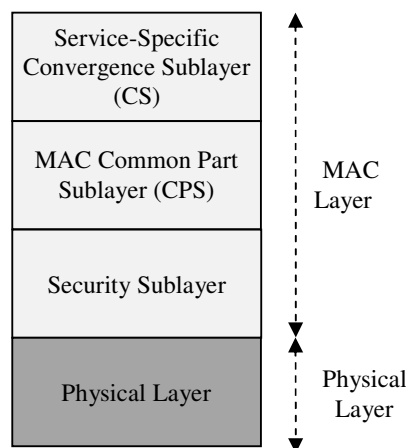 Service-Specific
Convergence Sublayer
(CS)
MAC Common Part
Sublayer (CPS)
MAC
Layer
Security Sublayer
Physical Layer
Physical
Layer